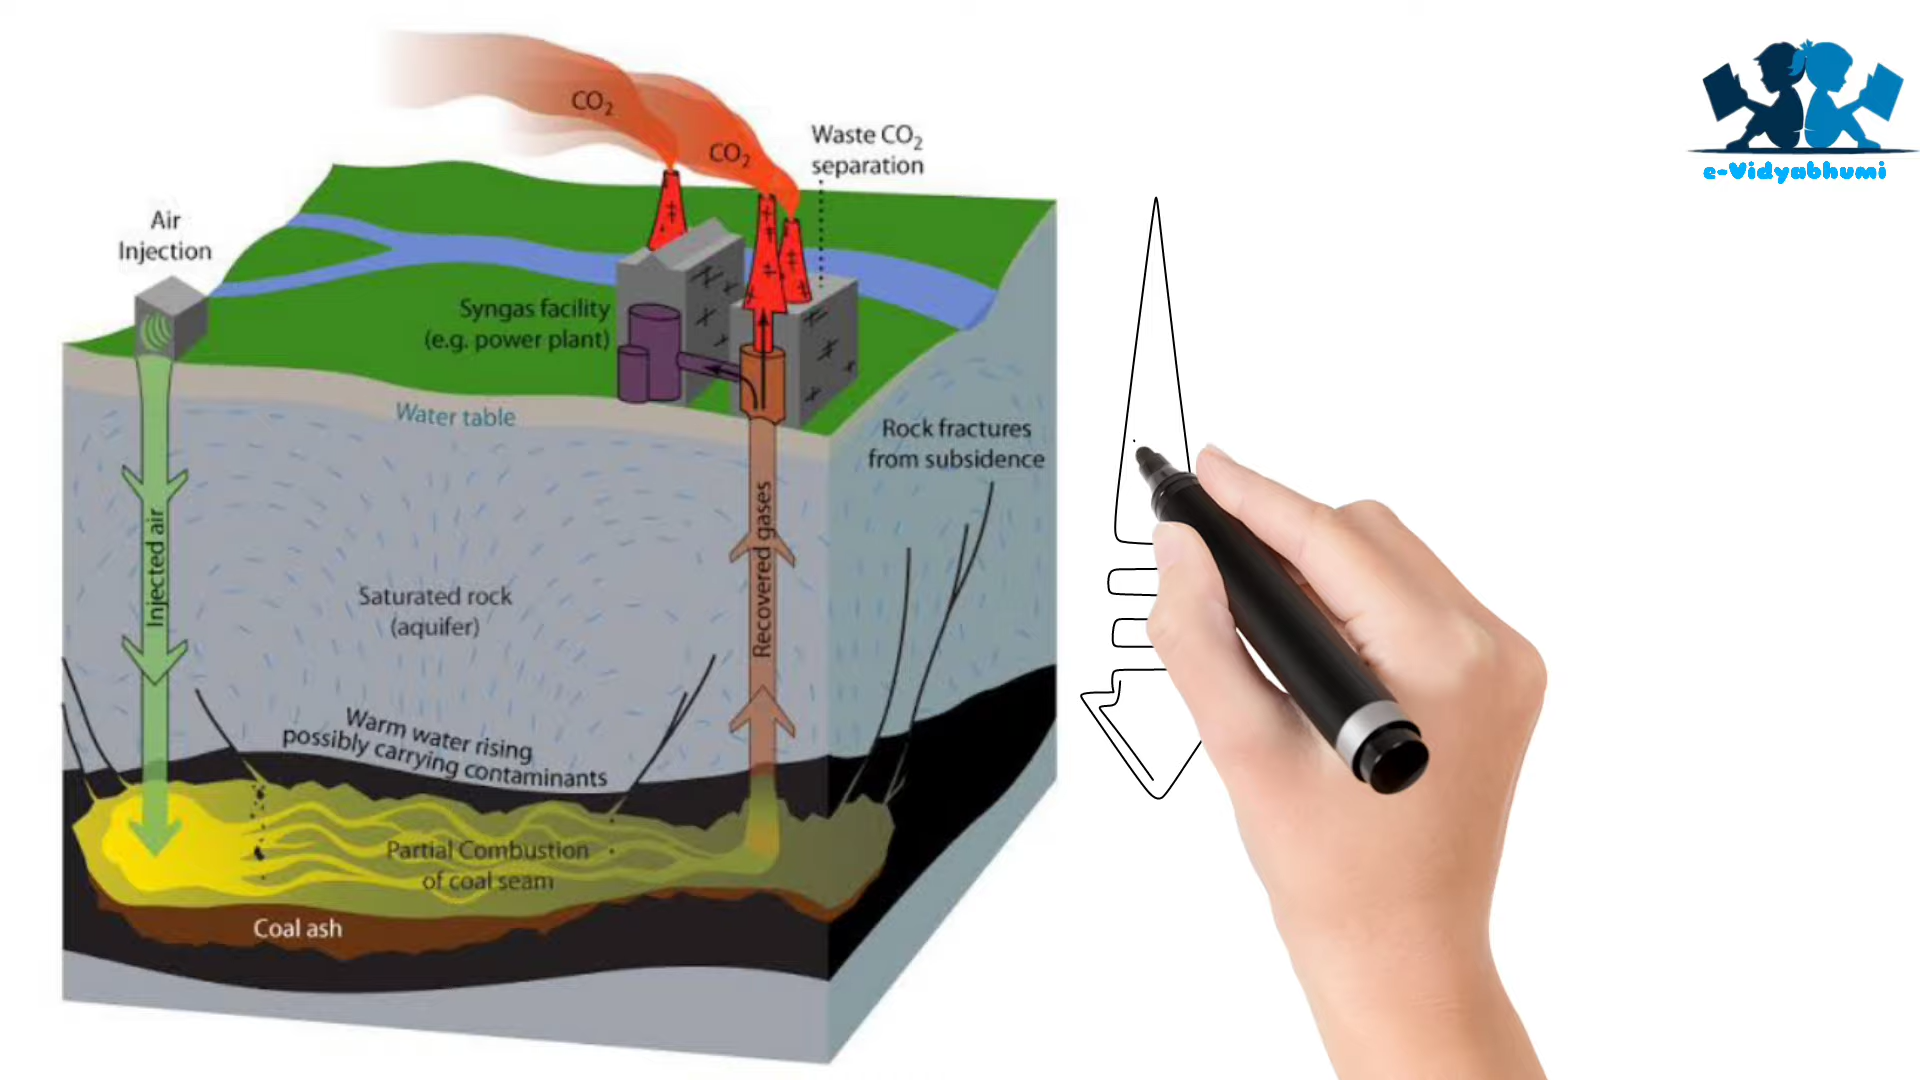 CO₂
CO₂
Waste CO₂
separation
Air
Injection
Syngas facility
(e.g. power plant)
Water table
Rock fractures
from subsidence
Injected air
Recovered gases
Saturated rock
(aquifer)
Warm water rising
possibly carrying contaminants
Partial Combustion
of coal seam
Coal ash
e-Vidyabhumi